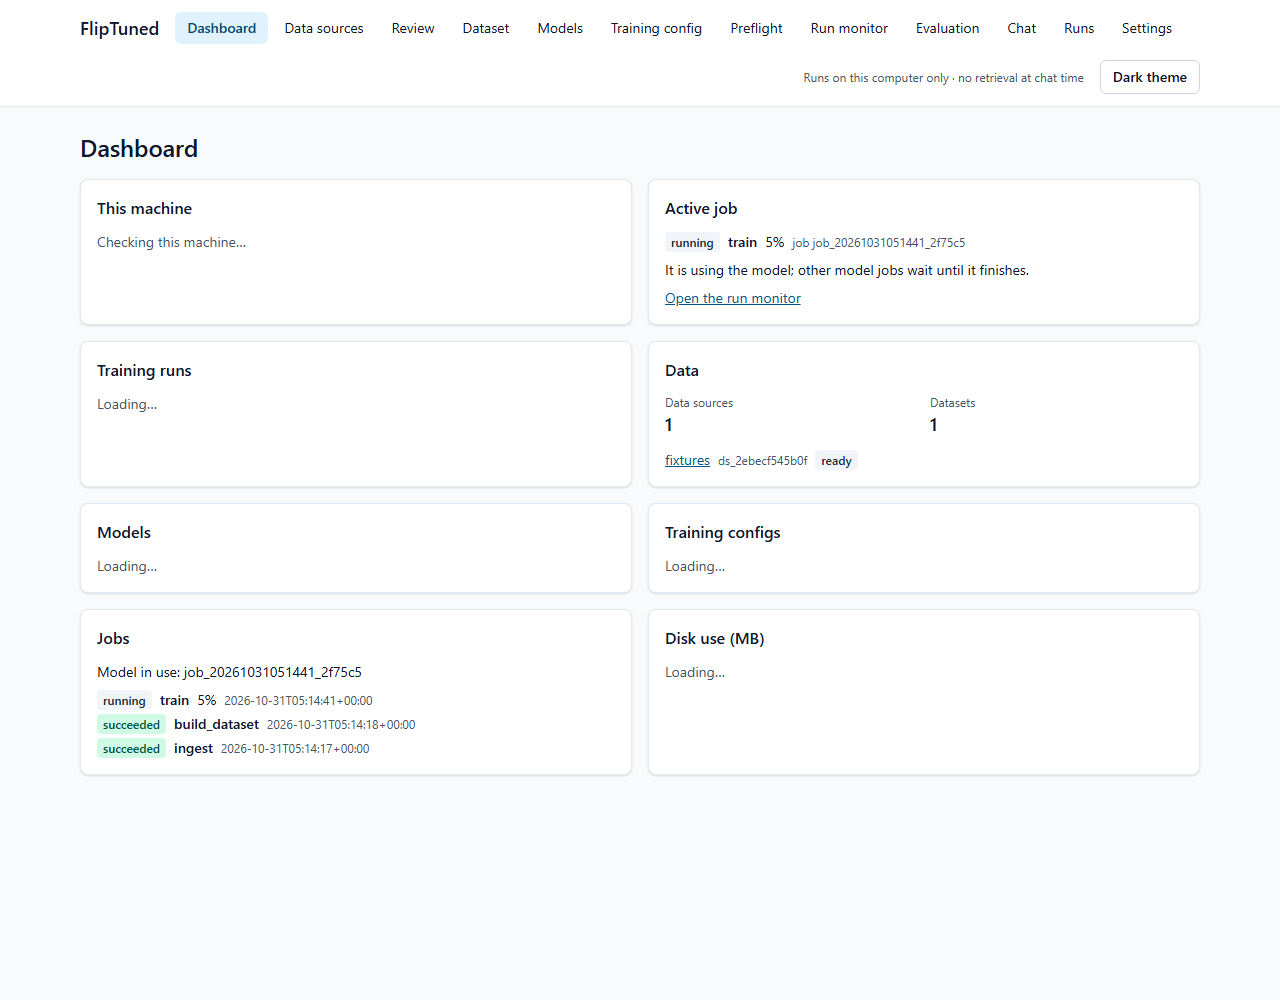 FlipTuned Dashboard Data sources Review Dataset Models Training config Preflight Run monitor Evaluation Chat Runs Settings
Runs on this computer only · no retrieval at chat time Dark theme
Dashboard
This machine
Checking this machine...
Active job
running train 5% job job_20261031051441_2f75c5
It is using the model; other model jobs wait until it finishes.
Open the run monitor
Training runs
Loading...
Data
Data sources Datasets
1 1
fixtures ds_2ebecf545b0f ready
Models
Loading...
Training configs
Loading...
Jobs
Model in use: job_20261031051441_2f75c5
running train 5% 2026-10-31T05:14:41+00:00
succeeded build_dataset 2026-10-31T05:14:18+00:00
succeeded ingest 2026-10-31T05:14:17+00:00
Disk use (MB)
Loading...